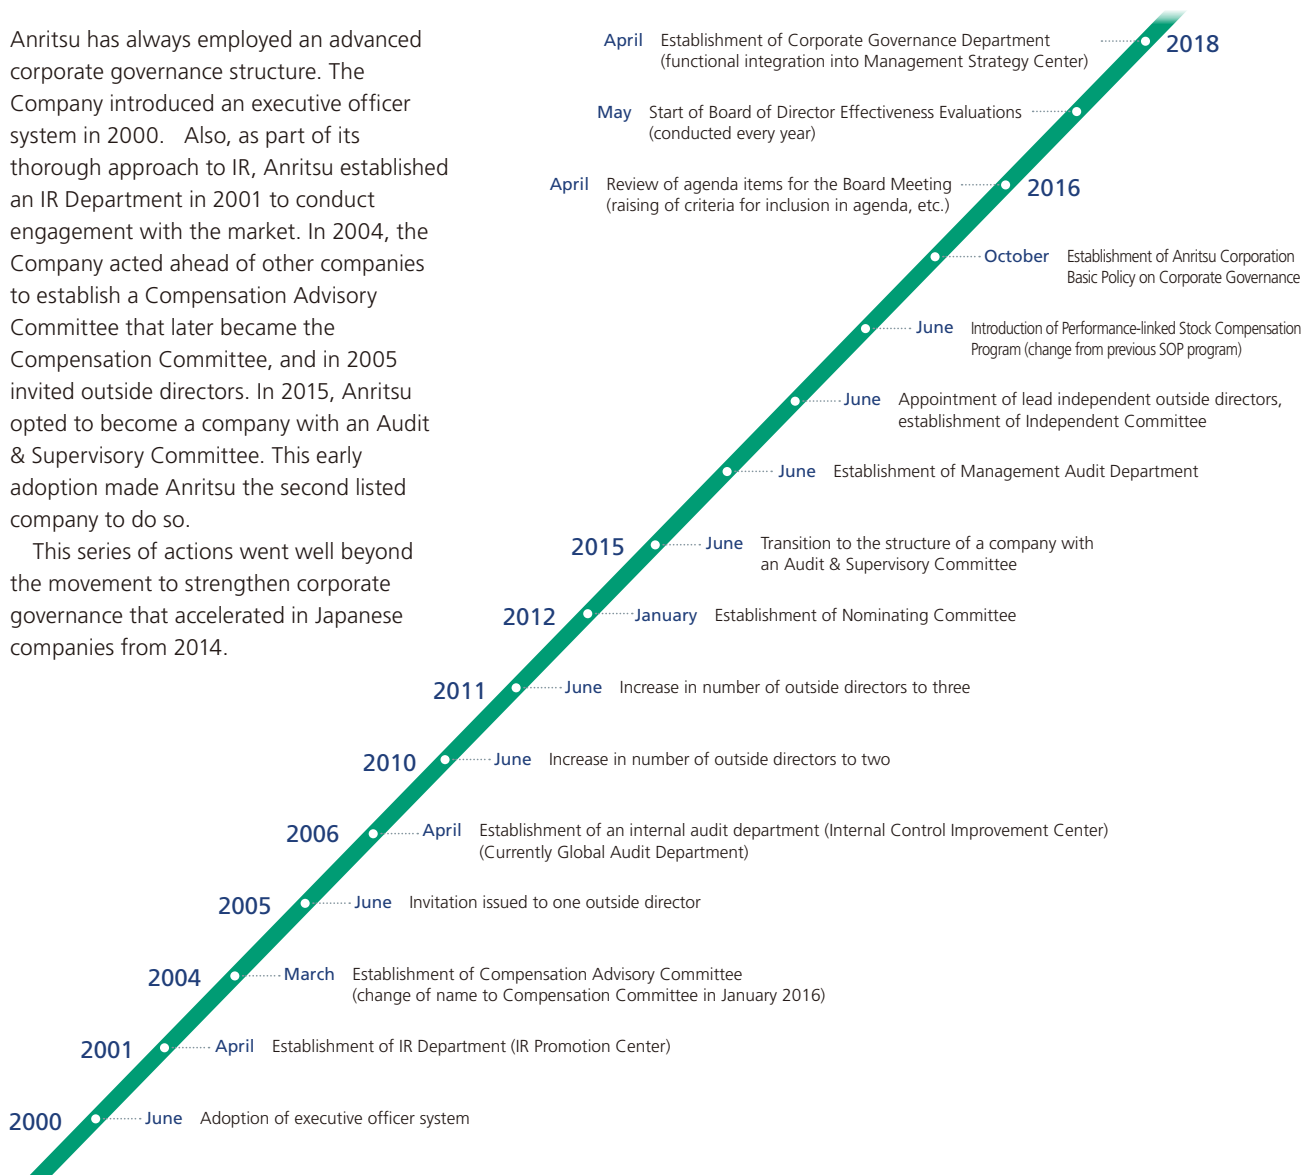 Anritsu has always employed an advanced
corporate governance structure. The
Company introduced an executive officer
system in 2000. Also, as part of its
thorough approach to IR, Anritsu established
an IR Department in 2001 to conduct
engagement with the market. In 2004, the
Company acted ahead of other companies
to establish a Compensation Advisory
Committee that later became the
Compensation Committee, and in 2005
invited outside directors. In 2015, Anritsu
opted to become a company with an Audit
& Supervisory Committee. This early
adoption made Anritsu the second listed
company to do so.
This series of actions went well beyond
the movement to strengthen corporate
governance that accelerated in Japanese
companies from 2014.
April Establishment of Corporate Governance Department 2018
(functional integration into Management Strategy Center)
May Start of Board of Director Effectiveness Evaluations
(conducted every year)
April Review of agenda items for the Board Meeting 2016
(raising of criteria for inclusion in agenda, etc.)
October Establishment of Anritsu Corporation
Basic Policy on Corporate Governance
June Introduction of Performance-linked Stock Compensation
Program (change from previous SOP program)
June Appointment of lead independent outside directors,
establishment of Independent Committee
June Establishment of Management Audit Department
2015 June Transition to the structure of a company with
an Audit & Supervisory Committee
2012 January Establishment of Nominating Committee
2011 June Increase in number of outside directors to three
2010 June Increase in number of outside directors to two
2006 April Establishment of an internal audit department (Internal Control Improvement Center)
(Currently Global Audit Department)
2005 June Invitation issued to one outside director
2004 March Establishment of Compensation Advisory Committee
(change of name to Compensation Committee in January 2016)
2001 April Establishment of IR Department (IR Promotion Center)
2000 June Adoption of executive officer system